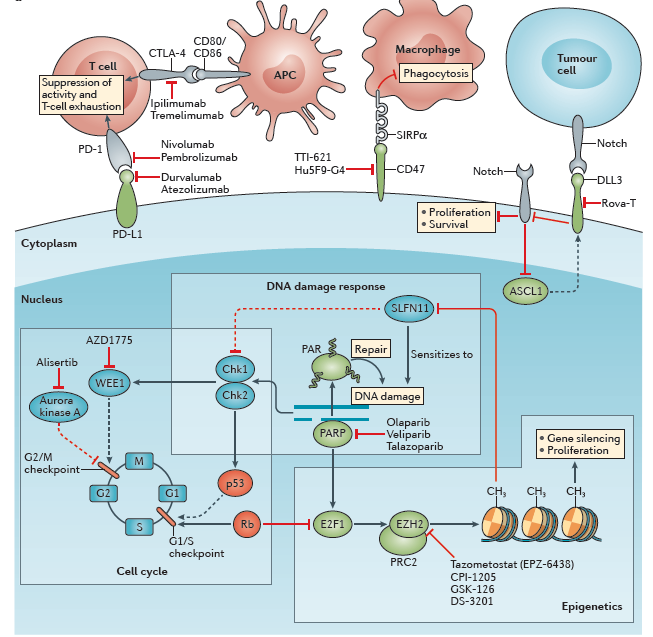 T cell
Suppression of
activity and
T-cell exhaustion
CTLA-4
CD80/
CD86
APC
Ipilimumab
Tremelimumab
PD-1
Nivolumab
Pembrolizumab
Durvalumab
Atezolizumab
PD-L1
Macrophage
Phagocytosis
SIRPα
TTI-621
Hu5F9-G4
CD47
Tumour
cell
Notch
Notch
DLL3
Rova-T
• Proliferation
• Survival
ASCL1
Cytoplasm
Nucleus
DNA damage response
SLFN11
PAR
Repair
Sensitizes to
DNA damage
Chk1
Chk2
PARP
Olaparib
Veliparib
Talazoparib
AZD1775
Alisertib
WEE1
Aurora
kinase A
G2/M
checkpoint
M
G2
G1
S
p53
Rb
G1/S
checkpoint
Cell cycle
E2F1
EZH2
PRC2
• Gene silencing
• Proliferation
CH3
CH3
CH3
Tazometostat (EPZ-6438)
CPI-1205
GSK-126
DS-3201
Epigenetics